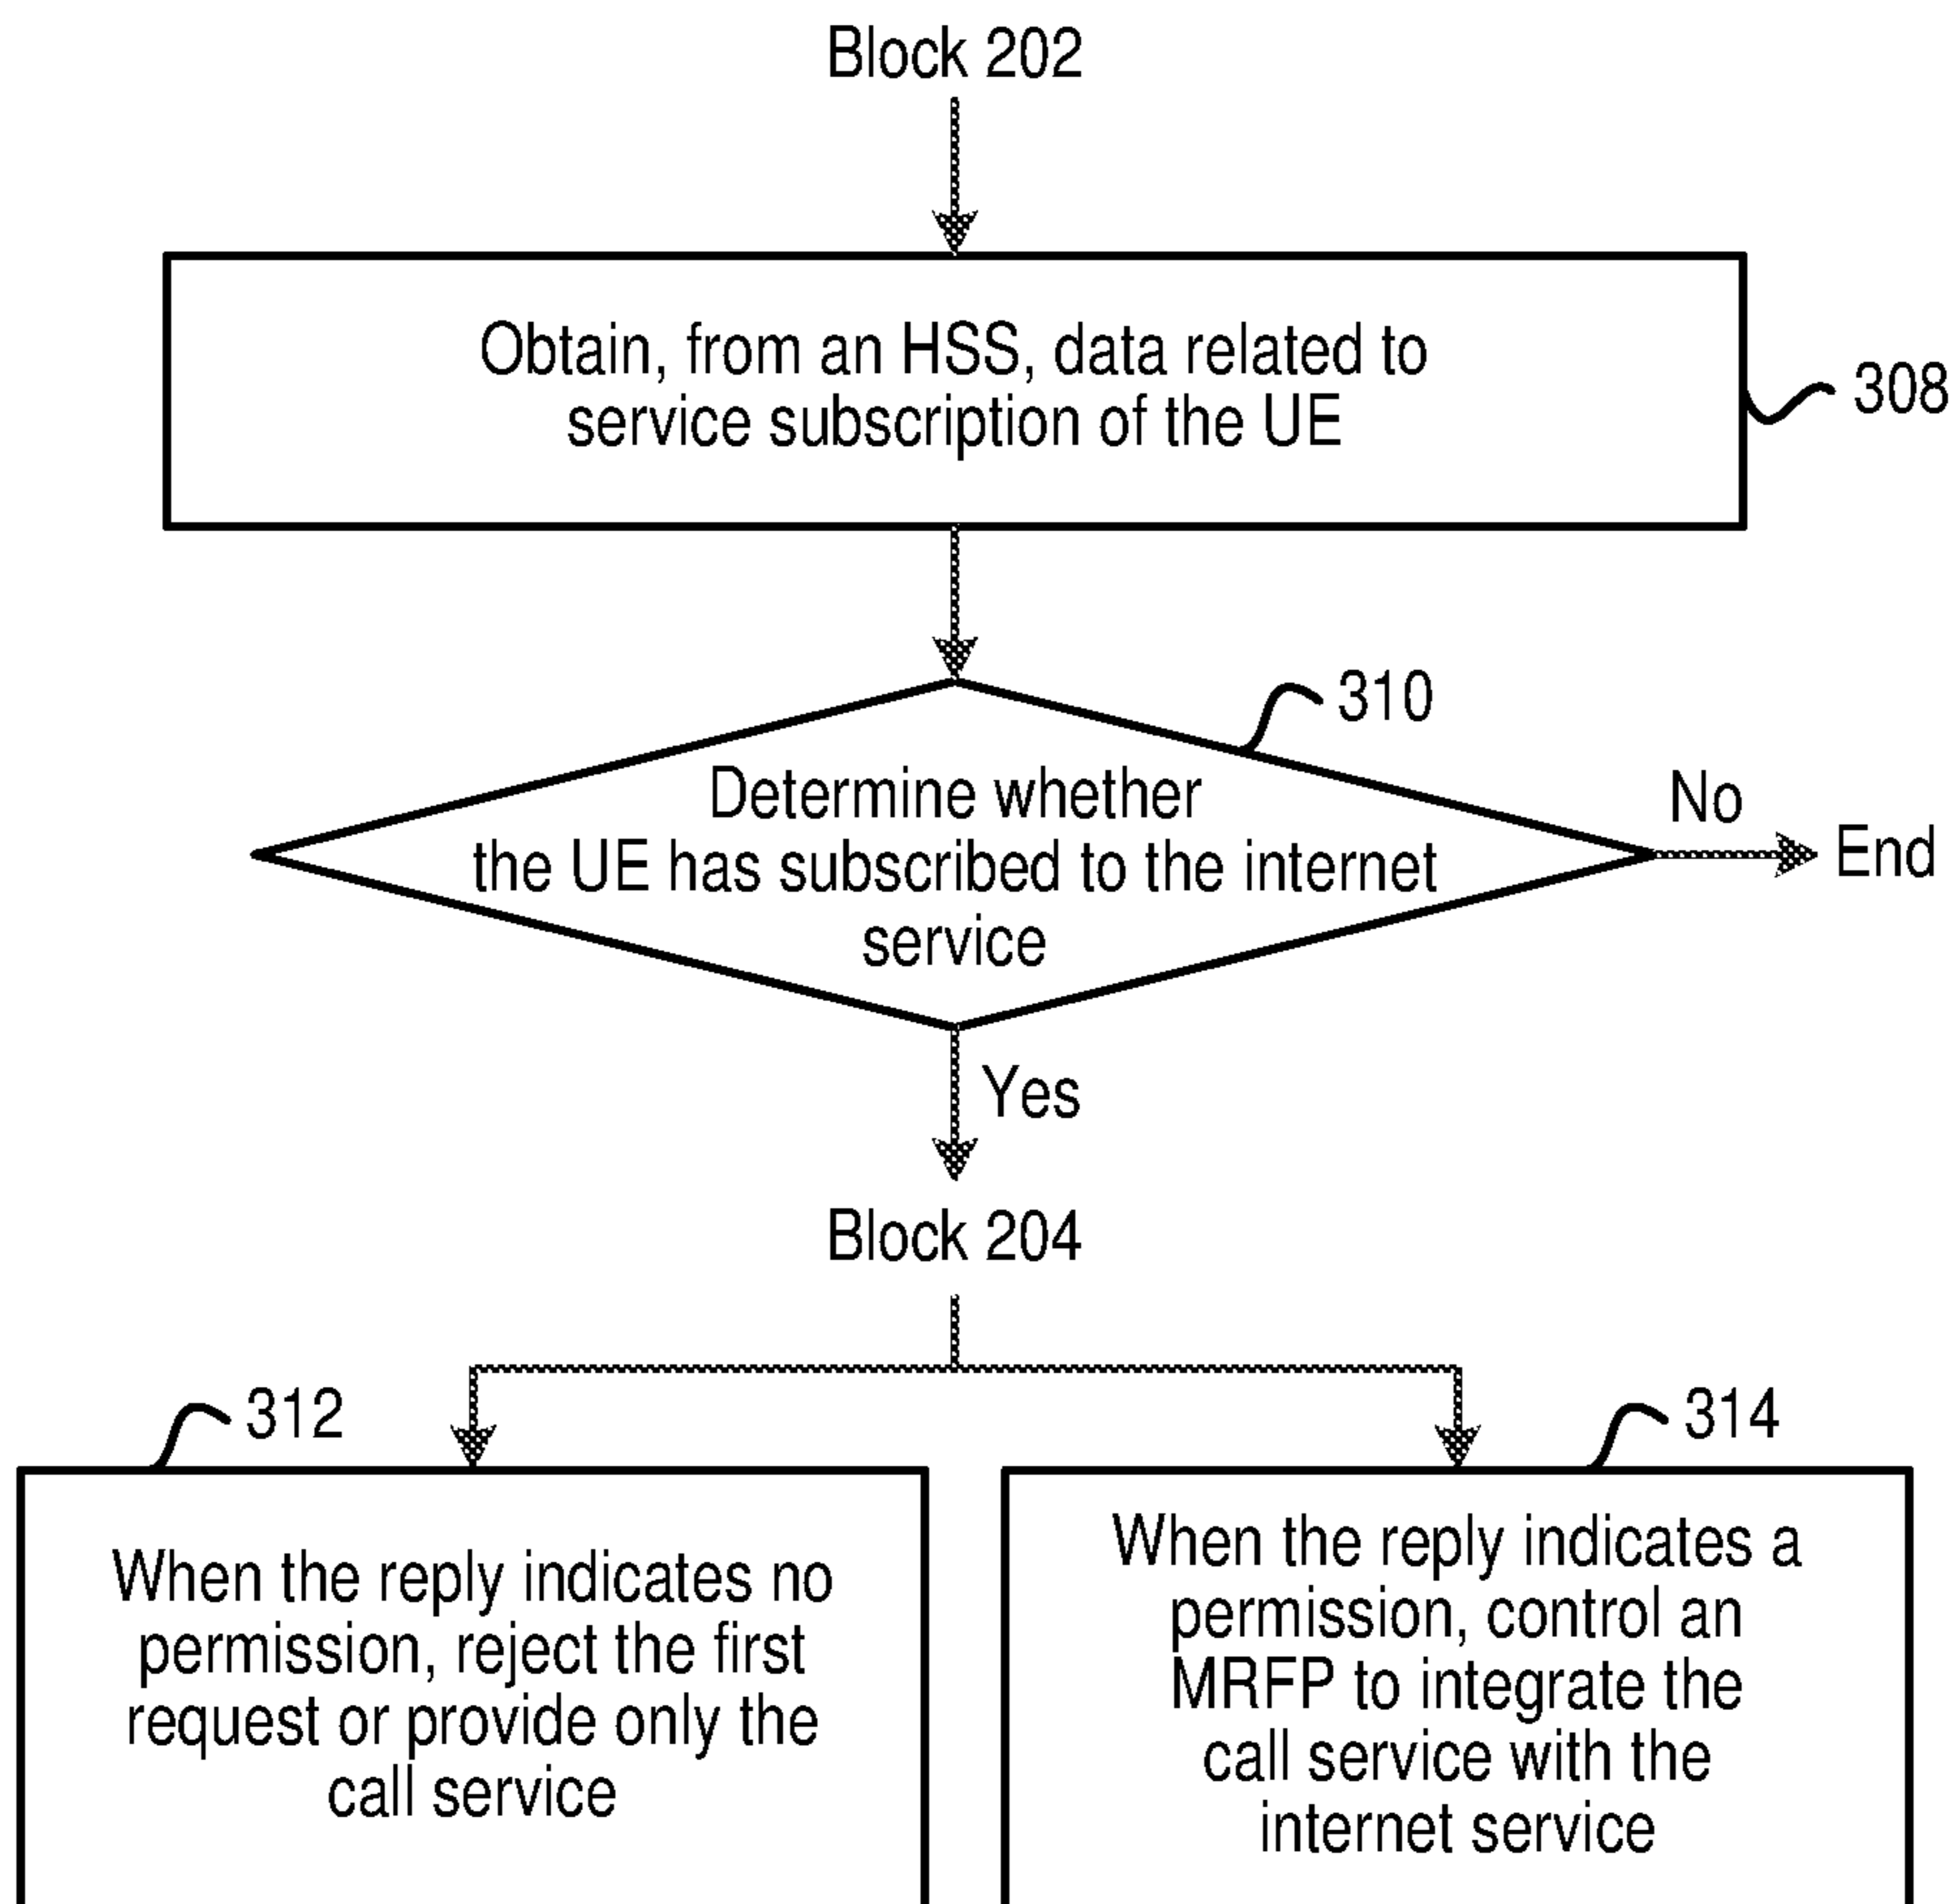 Block 202
Obtain, from an HSS, data related to
service subscription of the UE
308
310
Determine whether
the UE has subscribed to the internet
service
No
End
Yes
Block 204
312
When the reply indicates no
permission, reject the first
request or provide only the
call service
314
When the reply indicates a
permission, control an
MRFP to integrate the
call service with the
internet service